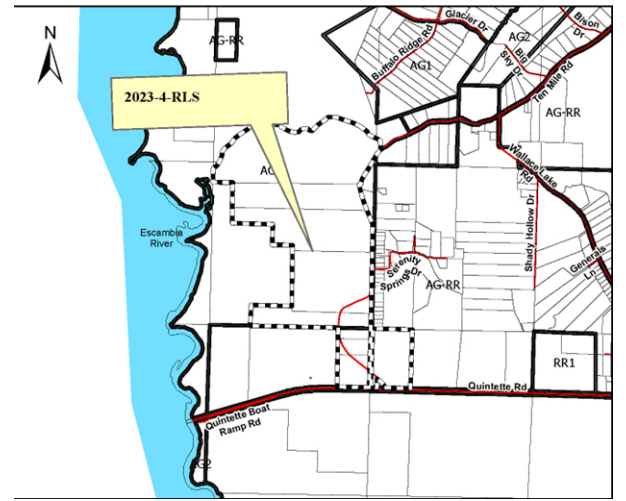 N
Glacier Dr
Bison
Dr
AG-RR
AG2
Buffalo Ridge Rd
Big
Sky Dr
AG1
Ten Mile Rd
2023-4-RLS
AG-RR
Wallace Lake
Rd
Escambia
River
Shady Hollow Dr
Serenity
Springs Dr
Generals
Ln
AG-RR
RR1
Quintette Rd
Quintette Boat
Ramp Rd